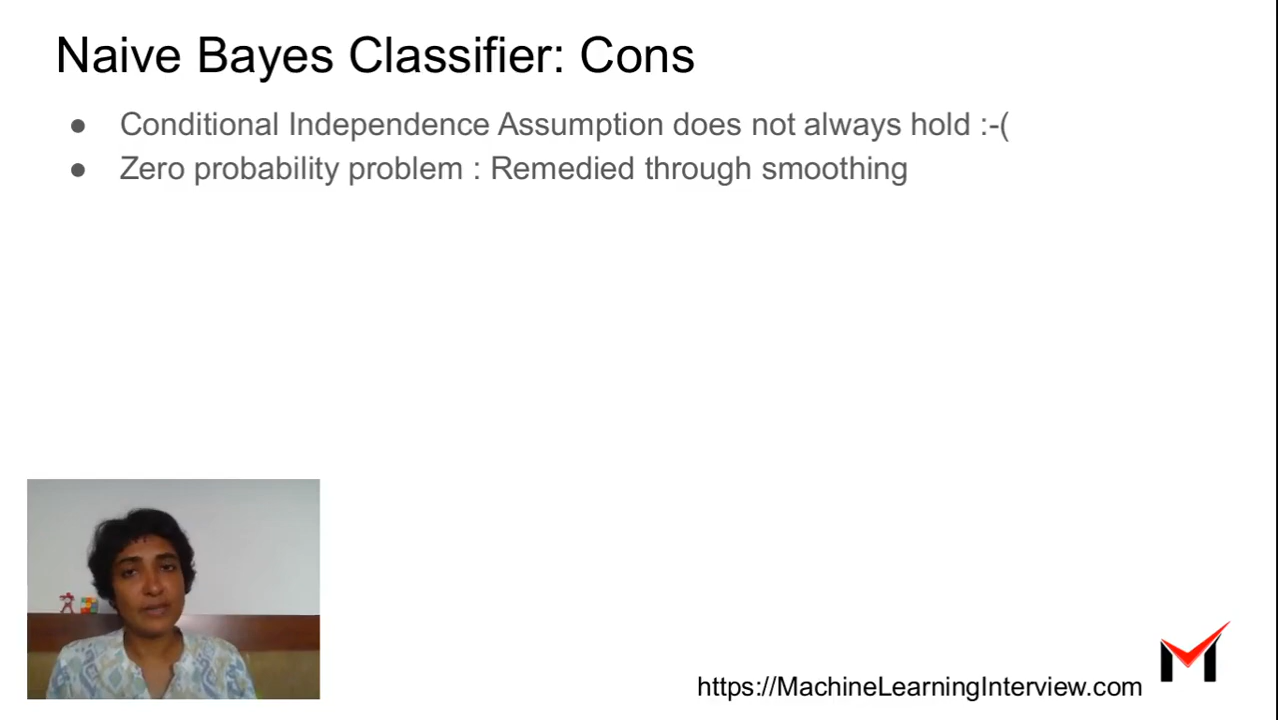 Naive Bayes Classifier: Cons
● Conditional Independence Assumption does not always hold :-(
● Zero probability problem : Remedied through smoothing
https://MachineLearningInterview.com